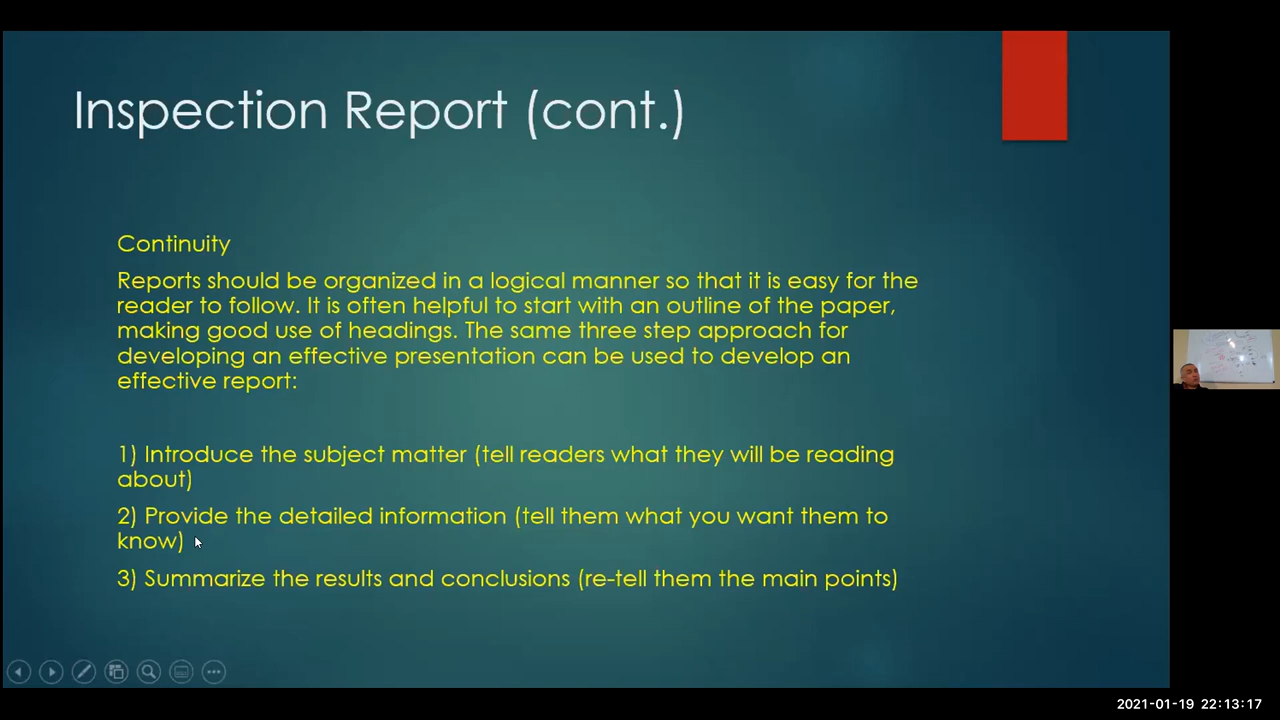 Inspection Report (cont.)
Continuity
Reports should be organized in a logical manner so that it is easy for the
reader to follow. It is often helpful to start with an outline of the paper,
making good use of headings. The same three step approach for
developing an effective presentation can be used to develop an
effective report:
1) Introduce the subject matter (tell readers what they will be reading
about)
2) Provide the detailed information (tell them what you want them to
know)
3) Summarize the results and conclusions (re-tell them the main points)
2021-01-19 22:13:17